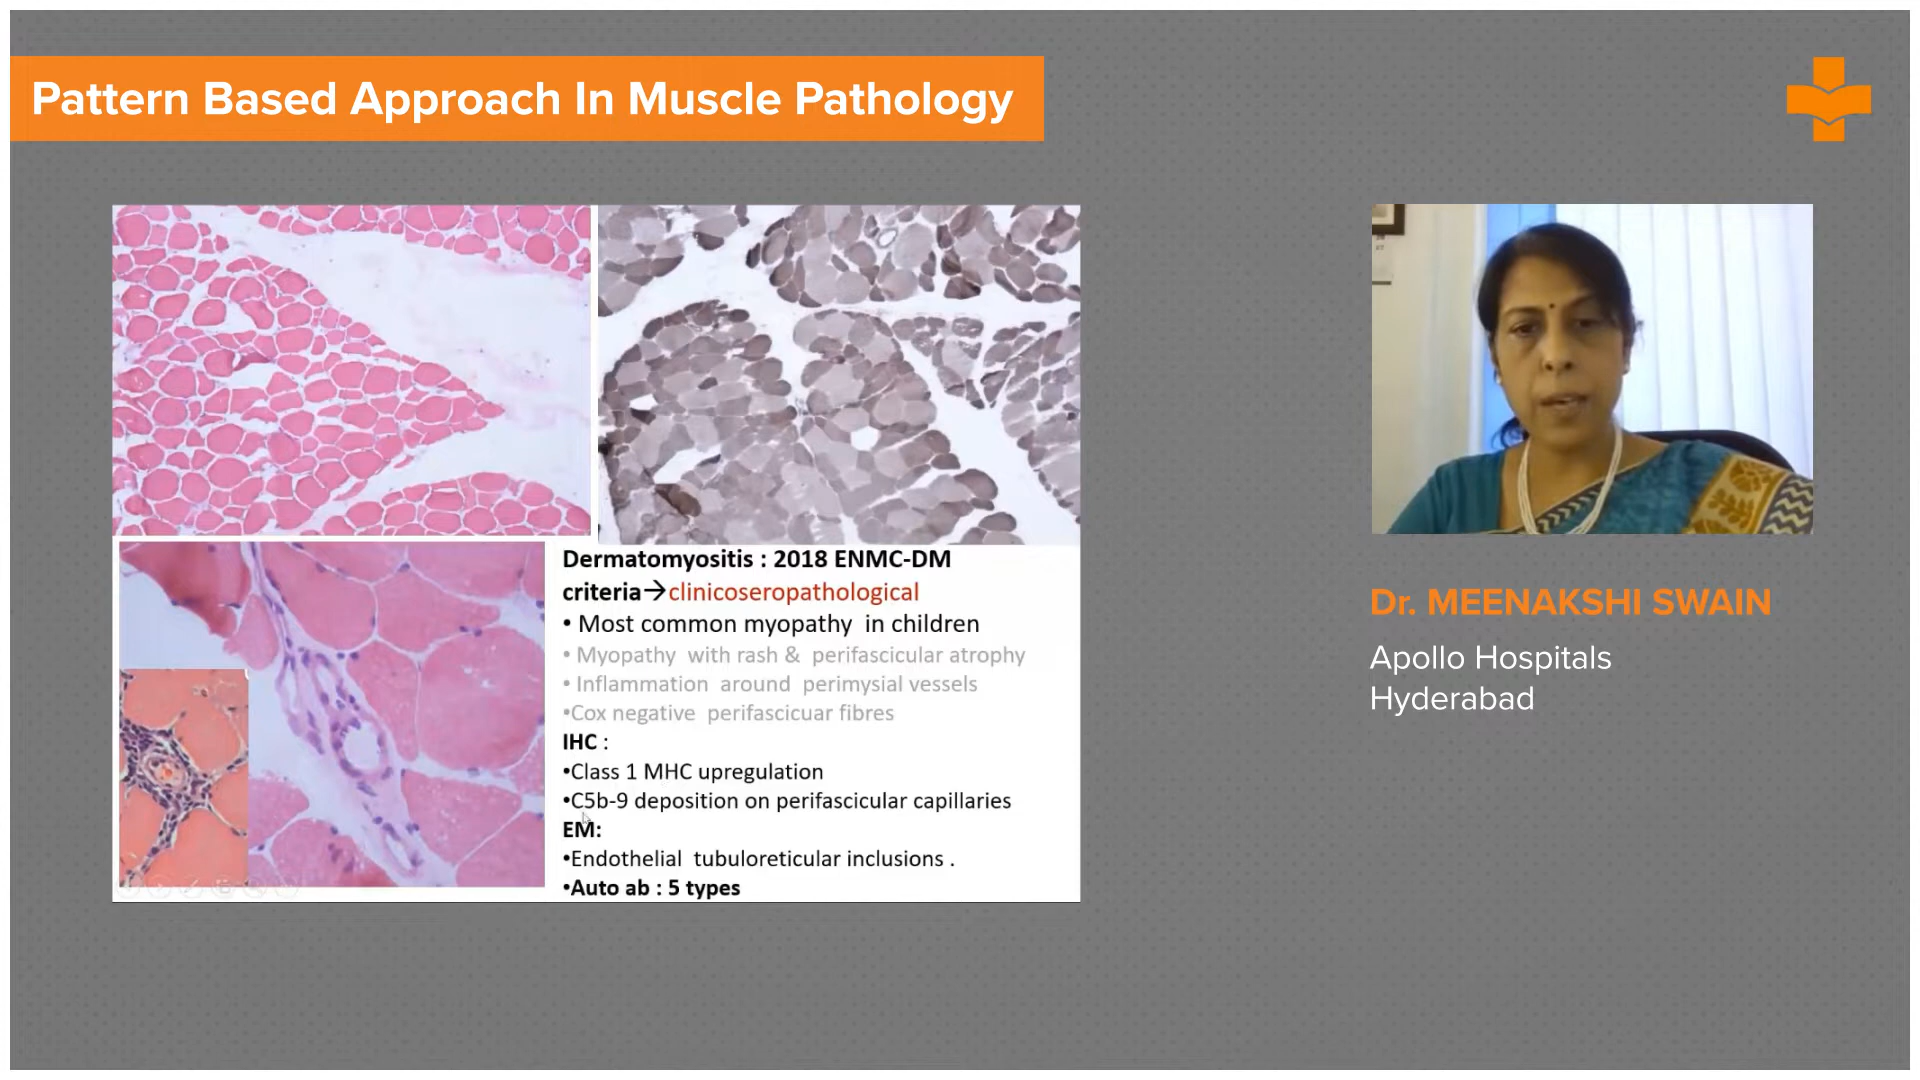 Pattern Based Approach In Muscle Pathology
Dermatomyositis : 2018 ENMC-DM
criteria→clinicoseropathological
• Most common myopathy in children
• Myopathy with rash & perifascicular atrophy
• Inflammation around perimysial vessels
•Cox negative perifascicuar fibres
IHC :
•Class 1 MHC upregulation
•C5b-9 deposition on perifascicular capillaries
EM:
•Endothelial tubuloreticular inclusions .
•Auto ab : 5 types
Dr. MEENAKSHI SWAIN
Apollo Hospitals
Hyderabad